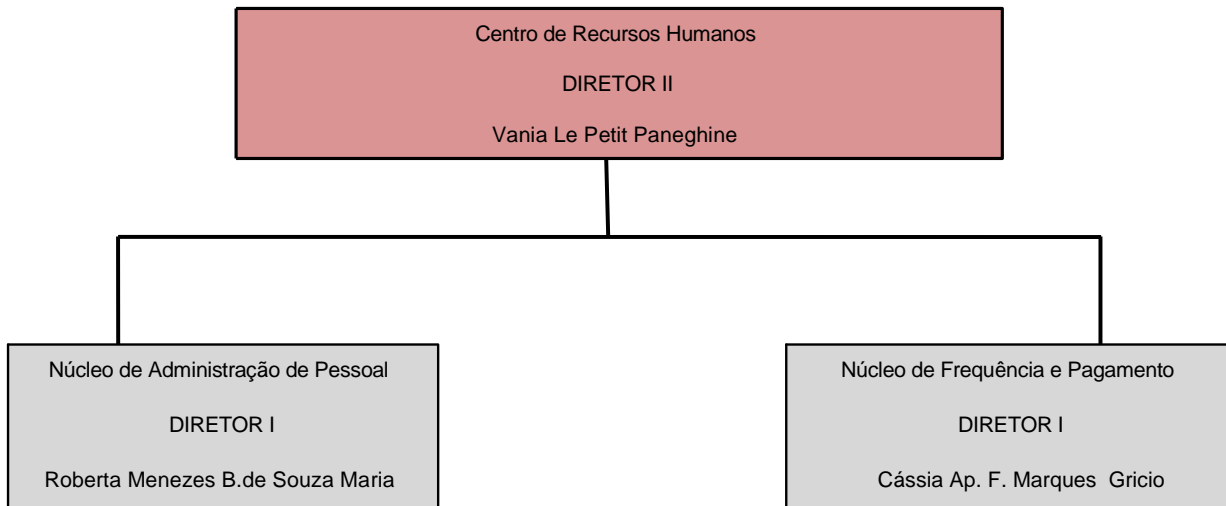 Centro de Recursos Humanos
DIRETOR II
Vania Le Petit Paneghine
Núcleo de Administração de Pessoal
DIRETOR I
Roberta Menezes B.de Souza Maria
Núcleo de Frequência e Pagamento
DIRETOR I
Cássia Ap. F. Marques  Gricio